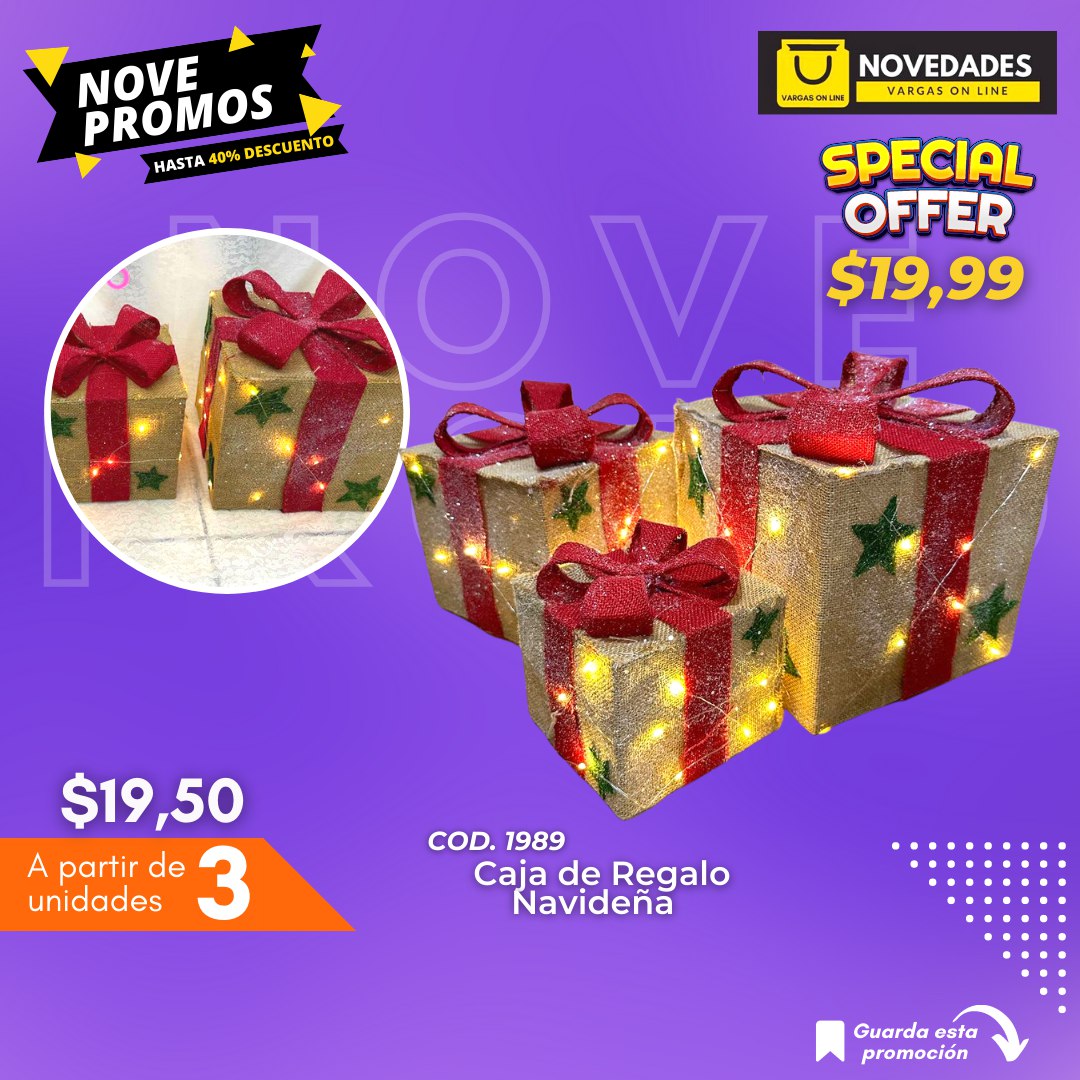 NOVE
PROMOS
HASTA 40% DESCUENTO
VARGAS ON LINE
NOVEDADES
VARGAS ON LINE
SPECIAL
OFFER
$19,99
NOVE
$19,50
A partir de
unidades
3
COD. 1989
Caja de Regalo
Navideña
Guarda esta
promoción